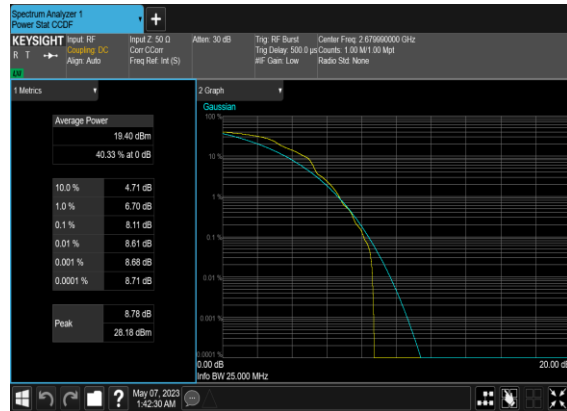 Spectrum Analyzer 1
Power Stat CCDF
KEYSIGHT
R T
Input: RF
Coupling: DC
Align: Auto
Input Z: 50 Ω
Corr CCorr
Freq Ref: Int (S)
Atten: 30 dB
Trig: RF Burst
Trig Delay: 500.0 µs
#IF Gain: Low
Center Freq: 2.679990000 GHz
Counts: 1.00 M/1.00 Mpt
Radio Std: None
1 Metrics
Average Power
19.40 dBm
40.33 % at 0 dB
10.0 % 4.71 dB
1.0 % 6.70 dB
0.1 % 8.11 dB
0.01 % 8.61 dB
0.001 % 8.68 dB
0.0001 % 8.71 dB
Peak
8.78 dB
28.18 dBm
2 Graph
Gaussian
100 %
10 %
1 %
0.1 %
0.01 %
0.001 %
0.0001 %
0.00 dB
20.00 dB
Info BW 25.000 MHz
?
May 07, 2023
1:42:30 AM